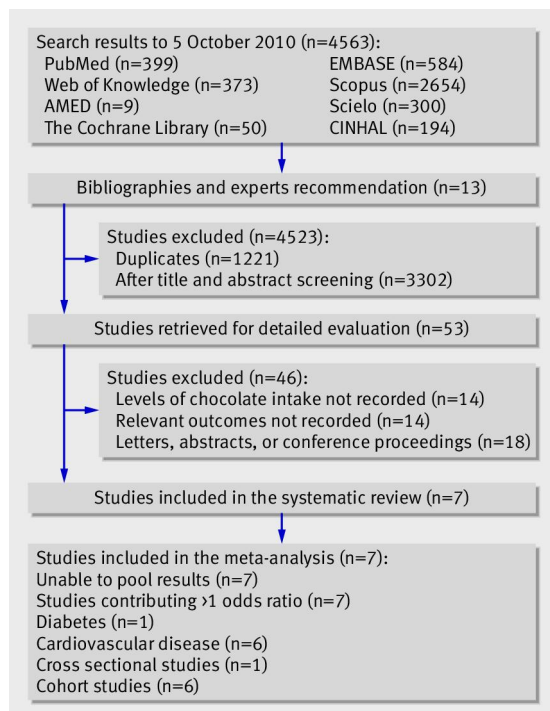 Search results to 5 October 2010 (n=4563):
PubMed (n=399)
EMBASE (n=584)
Web of Knowledge (n=373)
Scopus (n=2654)
AMED (n=9)
Scielo (n=300)
The Cochrane Library (n=50)
CINHAL (n=194)
Bibliographies and experts recommendation (n=13)
Studies excluded (n=4523):
Duplicates (n=1221)
After title and abstract screening (n=3302)
Studies retrieved for detailed evaluation (n=53)
Studies excluded (n=46):
Levels of chocolate intake not recorded (n=14)
Relevant outcomes not recorded (n=14)
Letters, abstracts, or conference proceedings (n=18)
Studies included in the systematic review (n=7)
Studies included in the meta-analysis (n=7):
Unable to pool results (n=7)
Studies contributing >1 odds ratio (n=7)
Diabetes (n=1)
Cardiovascular disease (n=6)
Cross sectional studies (n=1)
Cohort studies (n=6)